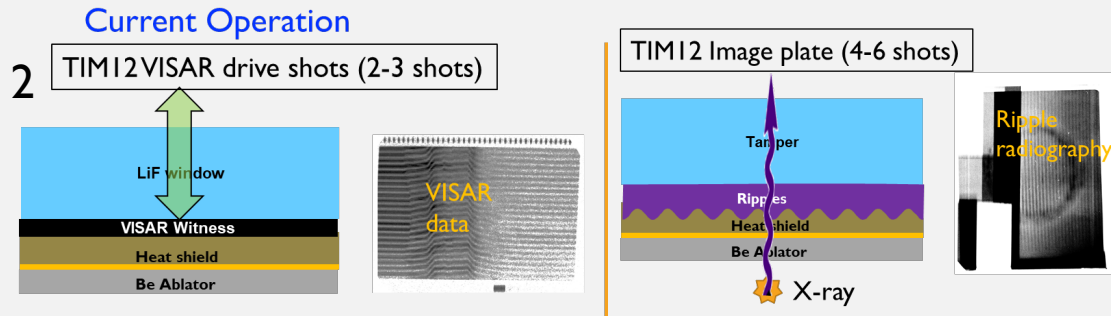 Current Operation
2
TIM12 VISAR drive shots (2-3 shots)
LiF window
VISAR Witness
Heat shield
Be Ablator
VISAR
data
TIM12 Image plate (4-6 shots)
Tamper
Ripples
Heat shield
Be Ablator
X-ray
Ripple
radiography